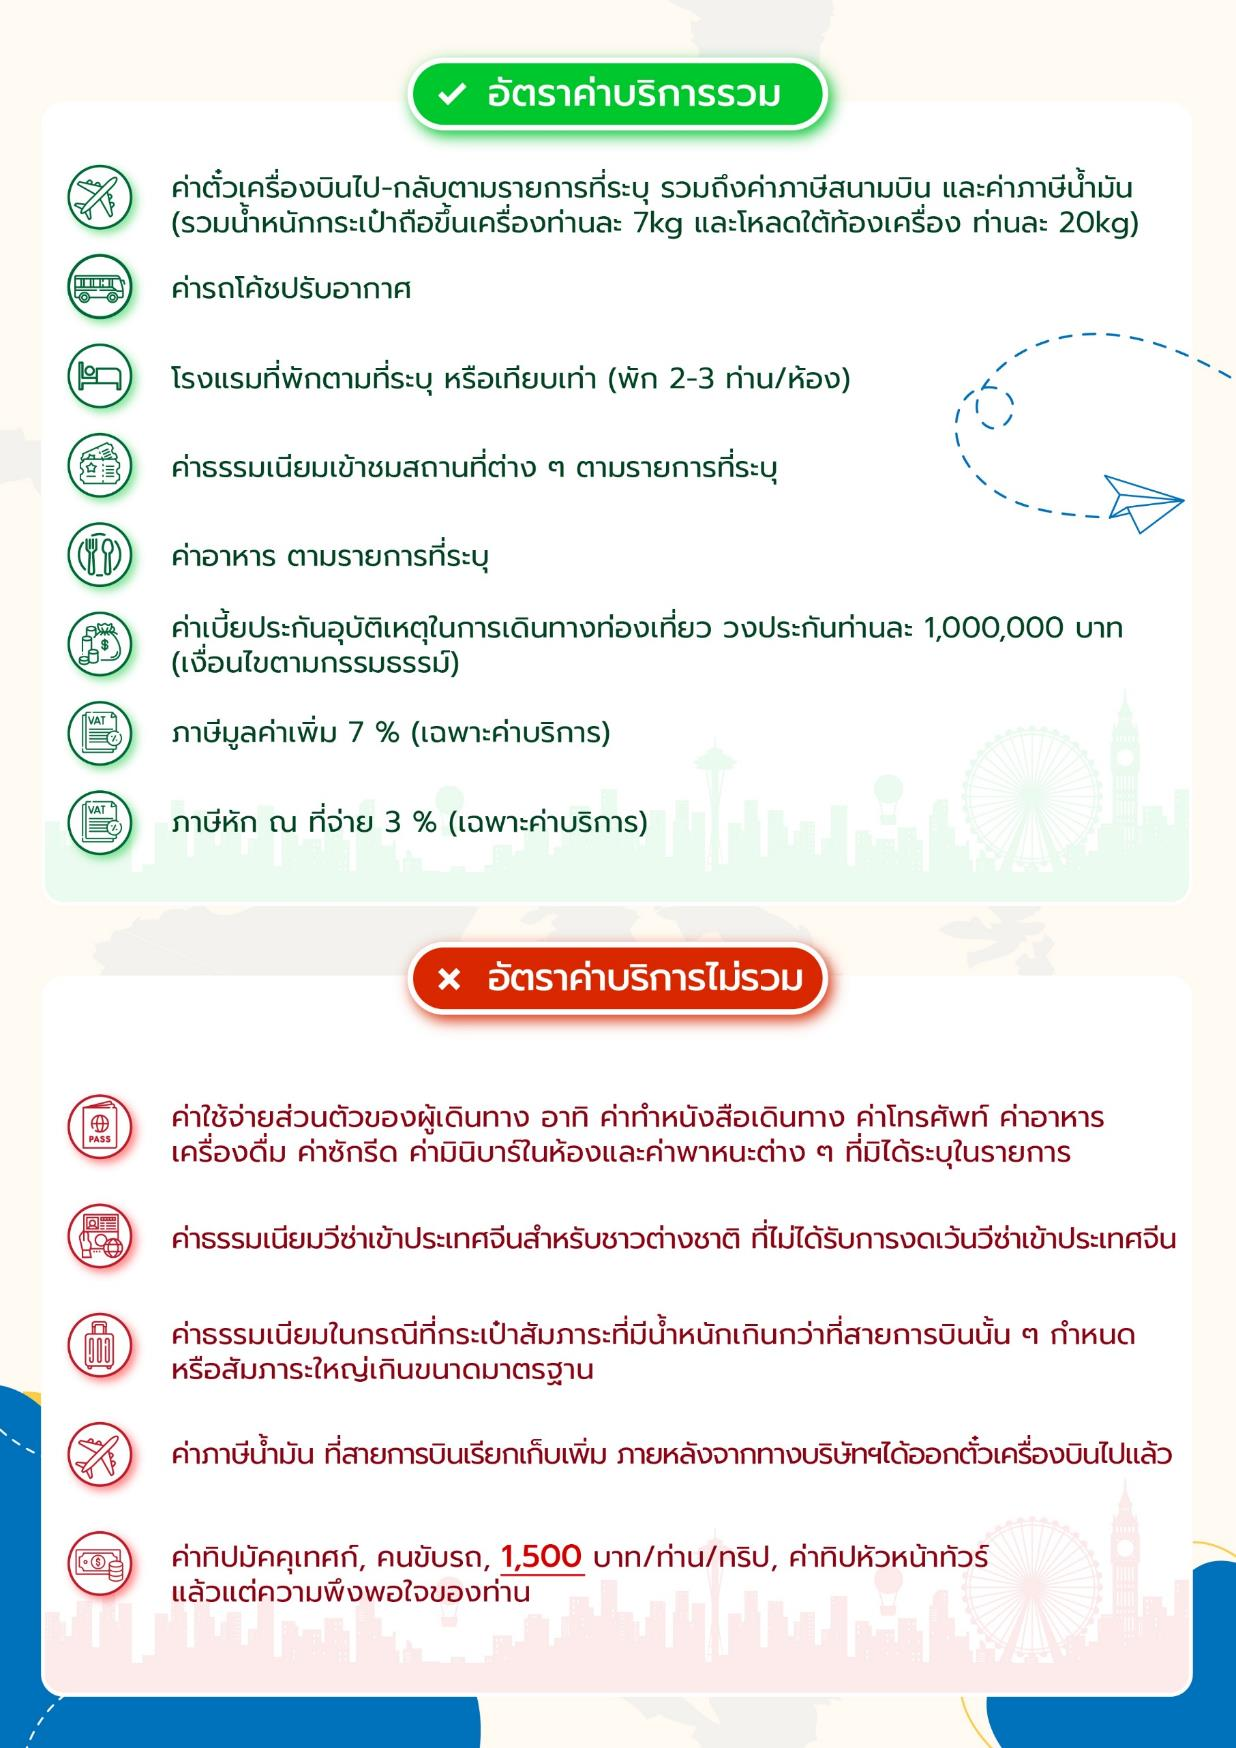 อัตราค่าบริการรวม
ค่าตั๋วเครื่องบินไป-กลับตามรายการที่ระบุ รวมถึงค่าภาษีสนามบิน และค่าภาษีน้ำมัน
(รวมน้ำหนักกระเป๋าถือขึ้นเครื่องท่านละ 7kg และโหลดใต้ท้องเครื่อง ท่านละ 20kg)
ค่ารถโค้ชปรับอากาศ
โรงแรมที่พักตามที่ระบุ หรือเทียบเท่า (พัก 2-3 ท่าน/ห้อง)
ค่าธรรมเนียมเข้าชมสถานที่ต่าง ๆ ตามรายการที่ระบุ
ค่าอาหาร ตามรายการที่ระบุ
ค่าเบี้ยประกันอุบัติเหตุในการเดินทางท่องเที่ยว วงประกันท่านละ 1,000,000 บาท
(เงื่อนไขตามกรรมธรรม์)
VAT
ภาษีมูลค่าเพิ่ม 7 % (เฉพาะค่าบริการ)
VAT
ภาษีหัก ณ ที่จ่าย 3 % (เฉพาะค่าบริการ)
อัตราค่าบริการไม่รวม
PASS
ค่าใช้จ่ายส่วนตัวของผู้เดินทาง อาทิ ค่าทำหนังสือเดินทาง ค่าโทรศัพท์ ค่าอาหาร
เครื่องดื่ม ค่าซักรีด ค่ามินิบาร์ในห้องและค่าพาหนะต่าง ๆ ที่มิได้ระบุในรายการ
ค่าธรรมเนียมวีซ่าเข้าประเทศจีนสำหรับชาวต่างชาติ ที่ไม่ได้รับการงดเว้นวีซ่าเข้าประเทศจีน
ค่าธรรมเนียมในกรณีที่กระเป๋าสัมภาระที่มีน้ำหนักเกินกว่าที่สายการบินนั้น ๆ กำหนด
หรือสัมภาระใหญ่เกินขนาดมาตรฐาน
ค่าภาษีน้ำมัน ที่สายการบินเรียกเก็บเพิ่ม ภายหลังจากทางบริษัทฯได้ออกตั๋วเครื่องบินไปแล้ว
ค่าทิปมัคคุเทศก์, คนขับรถ, 1,500 บาท/ท่าน/ทริป, ค่าทิปหัวหน้าทัวร์
แล้วแต่ความพึงพอใจของท่าน